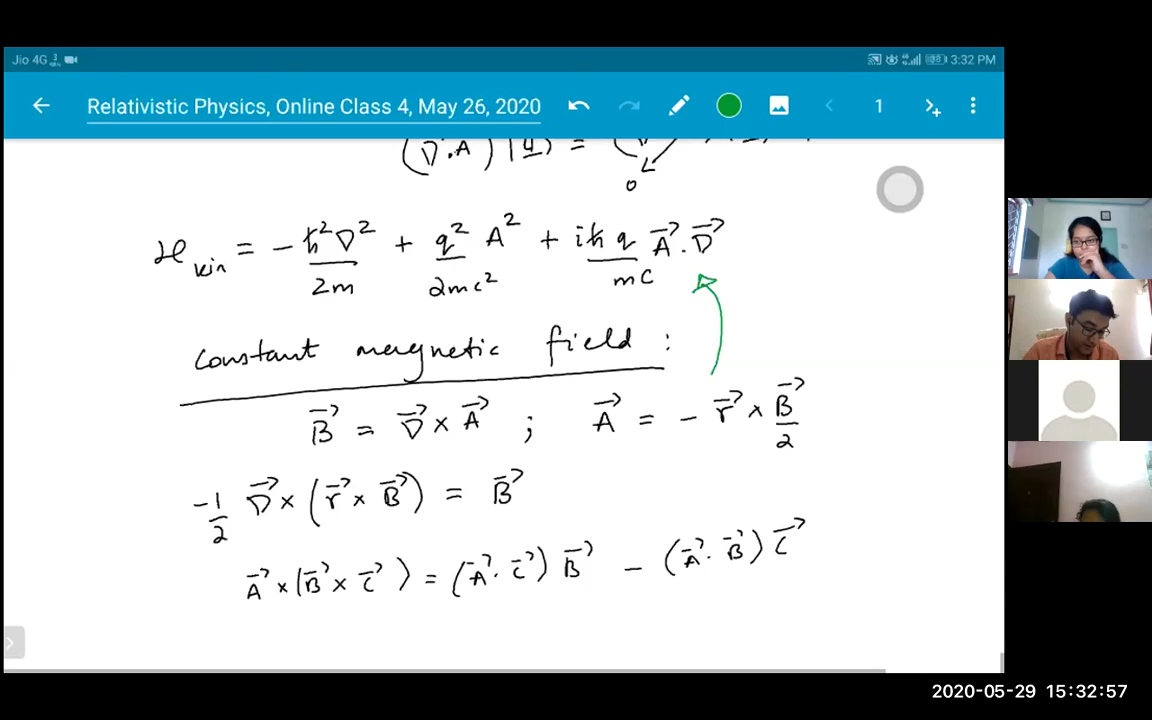 Jio 4G 3:32 PM
Relativistic Physics, Online Class 4, May 26, 2020 1
(∇⃗.A⃗) |ψ⟩ =
0
ℋkin = - ħ²∇²/2m + q²/2mc² A² + iħq/mc A⃗.∇⃗
Constant magnetic field :
B⃗ = ∇⃗ × A⃗ ; A⃗ = - r⃗ × B⃗/2
-1/2 ∇⃗ × (r⃗ × B⃗) = B⃗
A⃗ × (B⃗ × C⃗) = (A⃗. C⃗) B⃗ - (A⃗. B⃗) C⃗
2020-05-29 15:32:57